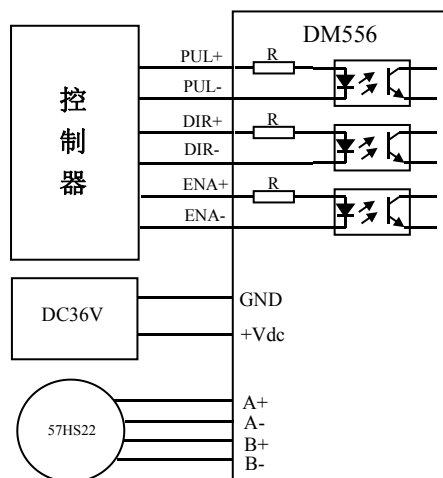 DM556
控制器
PUL+
R
PUL-
DIR+
R
DIR-
ENA+
R
ENA-
DC36V
GND
+Vdc
57HS22
A+
A-
B+
B-